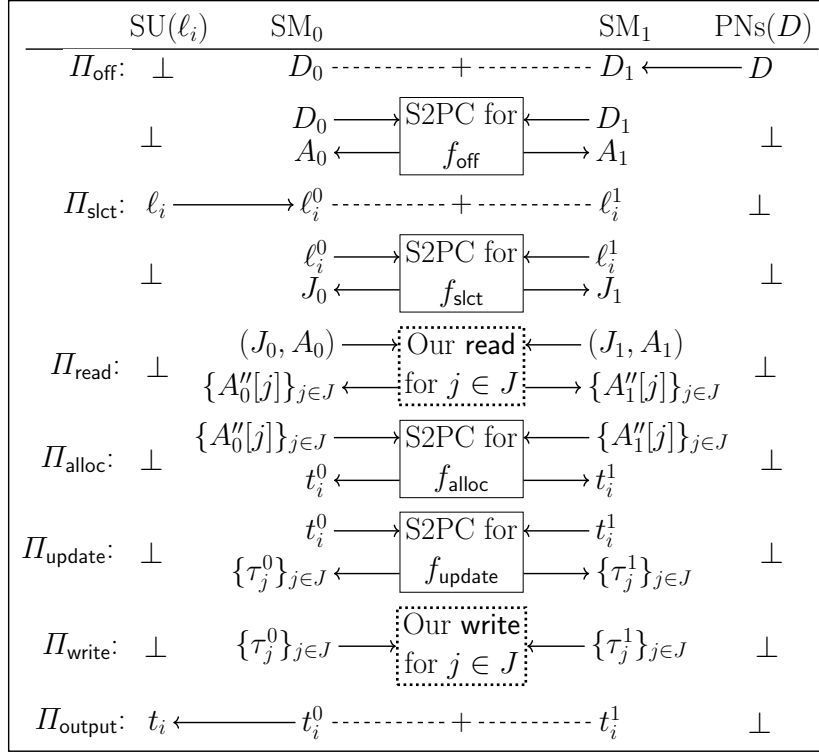 SU(ℓ_i) SM_0 SM_1 PNs(D)
Π_off: ⊥ D_0 + D_1 D
D_0 S2PC for D_1
⊥ ⊥
A_0 f_off A_1
Π_slct: ℓ_i ℓ_i^0 + ℓ_i^1 ⊥
ℓ_i^0 S2PC for ℓ_i^1
⊥ ⊥
J_0 f_slct J_1
(J_0, A_0) Our read (J_1, A_1)
Π_read: ⊥ ⊥
{A''_0[j]}_{j∈J} for j ∈ J {A''_1[j]}_{j∈J}
{A''_0[j]}_{j∈J} S2PC for {A''_1[j]}_{j∈J}
Π_alloc: ⊥ ⊥
t_i^0 f_alloc t_i^1
t_i^0 S2PC for t_i^1
Π_update: ⊥ ⊥
{τ_j^0}_{j∈J} f_update {τ_j^1}_{j∈J}
Our write
Π_write: ⊥ {τ_j^0}_{j∈J} {τ_j^1}_{j∈J} ⊥
for j ∈ J
Π_output: t_i t_i^0 + t_i^1 ⊥